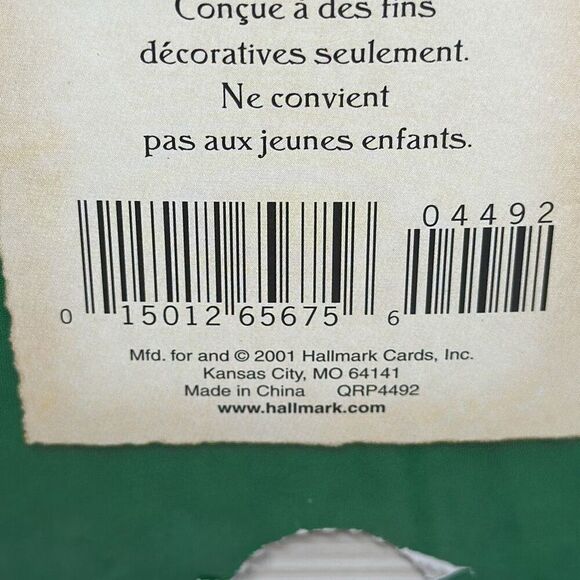 Conçue à des fins
décoratives seulement.
Ne convient
pas aux jeunes enfants.
04492
0 15012 65675 6
Mfd. for and © 2001 Hallmark Cards, Inc.
Kansas City, MO 64141
Made in China QRP4492
www.hallmark.com